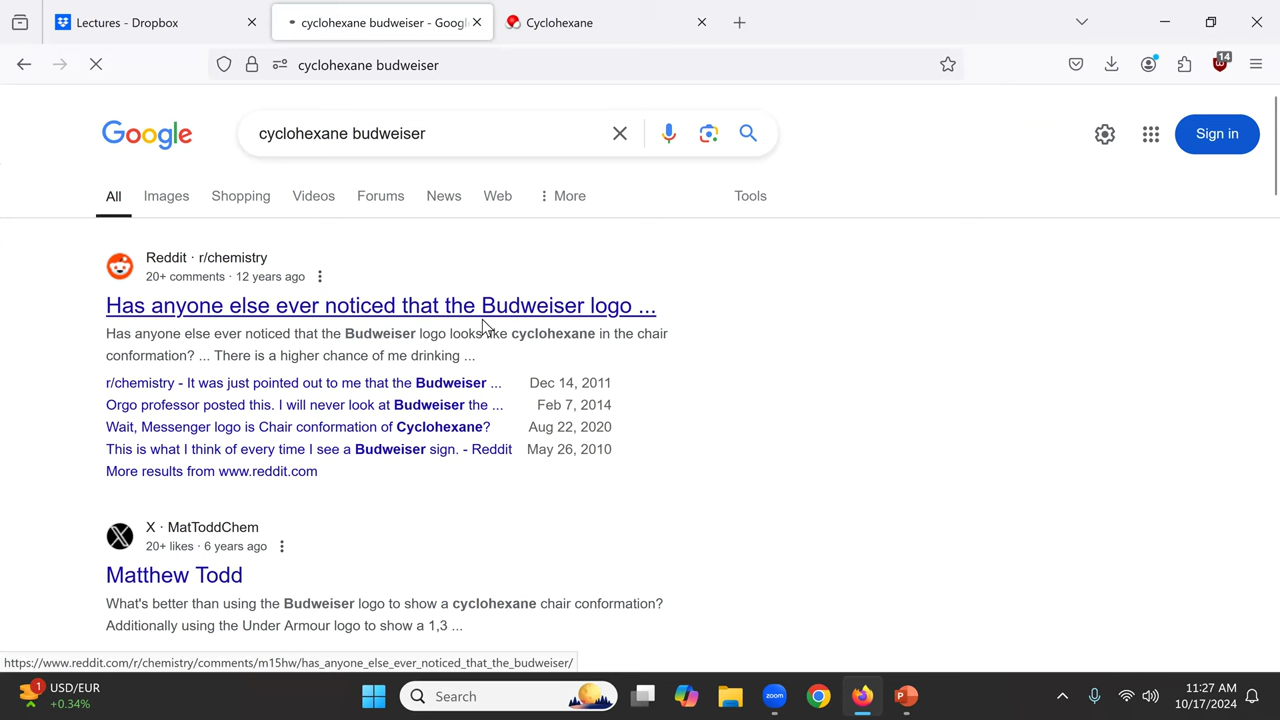 Lectures - Dropbox
cyclohexane budweiser - Googl
Cyclohexane
cyclohexane budweiser
14
Google
cyclohexane budweiser
Sign in
All
Images
Shopping
Videos
Forums
News
Web
More
Tools
Reddit · r/chemistry
20+ comments · 12 years ago
Has anyone else ever noticed that the Budweiser logo ...
Has anyone else ever noticed that the Budweiser logo looks like cyclohexane in the chair
conformation? ... There is a higher chance of me drinking ...
r/chemistry - It was just pointed out to me that the Budweiser ... Dec 14, 2011
Orgo professor posted this. I will never look at Budweiser the ... Feb 7, 2014
Wait, Messenger logo is Chair conformation of Cyclohexane? Aug 22, 2020
This is what I think of every time I see a Budweiser sign. - Reddit May 26, 2010
More results from www.reddit.com
X · MatToddChem
20+ likes · 6 years ago
Matthew Todd
What's better than using the Budweiser logo to show a cyclohexane chair conformation?
Additionally using the Under Armour logo to show a 1,3 ...
https://www.reddit.com/r/chemistry/comments/m15hw/has_anyone_else_ever_noticed_that_the_budweiser/
1
USD/EUR
+0.34%
Search
zoom
11:27 AM
10/17/2024